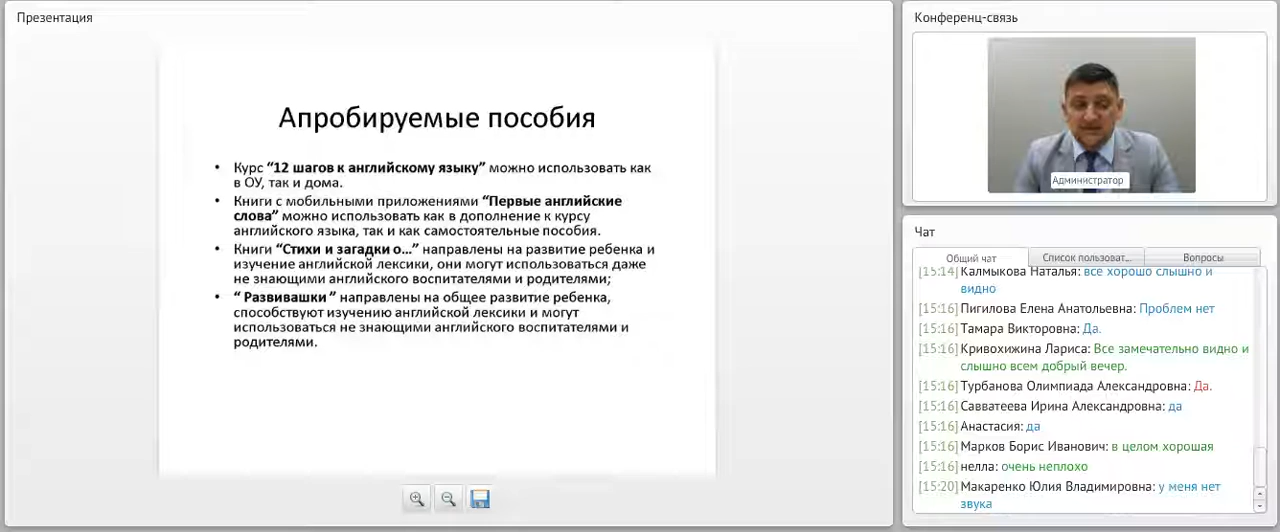 Презентация
Апробируемые пособия
• Курс “12 шагов к английскому языку” можно использовать как
в ОУ, так и дома.
• Книги с мобильными приложениями “Первые английские
слова” можно использовать как в дополнение к курсу
английского языка, так и как самостоятельные пособия.
• Книги “Стихи и загадки о...” направлены на развитие ребенка и
изучение английской лексики, они могут использоваться даже
не знающими английского воспитателями и родителями;
• “ Развивашки ” направлены на общее развитие ребенка,
способствуют изучению английской лексики и могут
использоваться не знающими английского воспитателями и
родителями.
Конференц-связь
Администратор
Чат
Общий чат
Список пользоват...
Вопросы
[15:14] Калмыкова Наталья: все хорошо слышно и
видно
[15:16] Пигилова Елена Анатольевна: Проблем нет
[15:16] Тамара Викторовна: Да.
[15:16] Кривохижина Лариса: Все замечательно видно и
слышно всем добрый вечер.
[15:16] Турбанова Олимпиада Александровна: Да.
[15:16] Савватеева Ирина Александровна: да
[15:16] Анастасия: да
[15:16] Марков Борис Иванович: в целом хорошая
[15:16] нелла: очень неплохо
[15:20] Макаренко Юлия Владимировна: у меня нет
звука